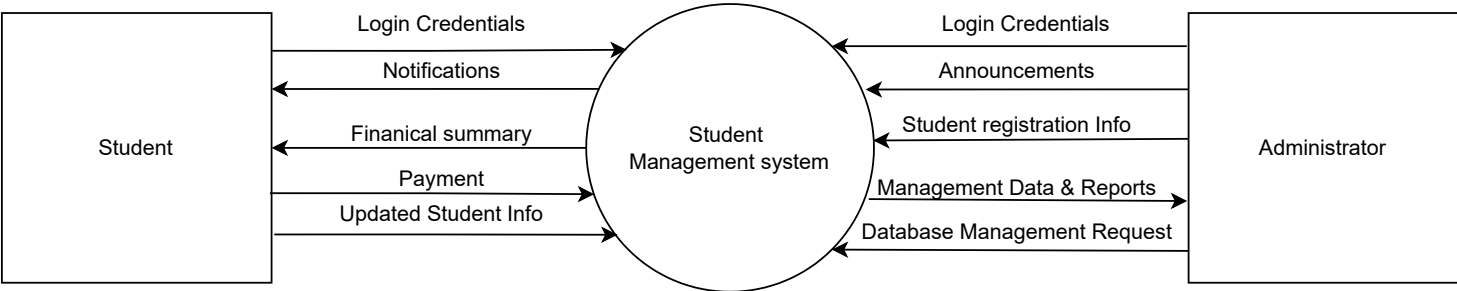 Login Credentials
Login Credentials
Notifications
Announcements
Finanical summary
Student registration Info
Student
Student
Management system
Administrator
Payment
Management Data & Reports
Updated Student Info
Database Management Request